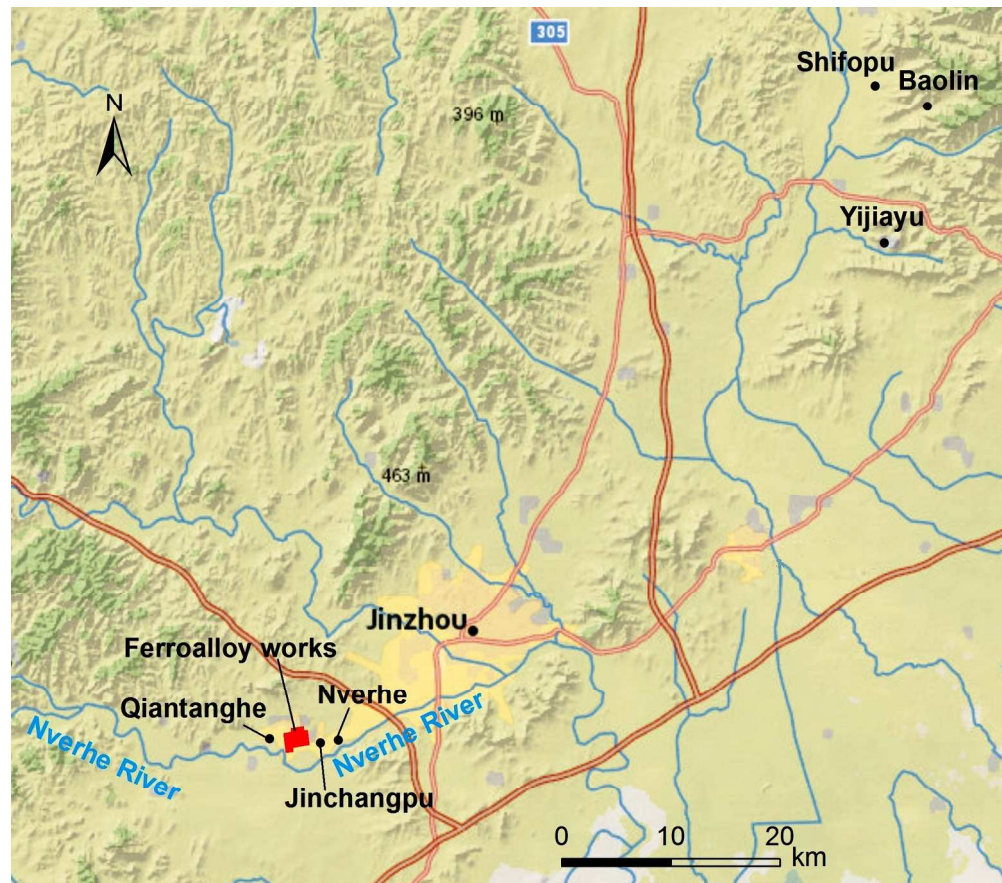 305
Shifopu
Baolin
N
396 m
Yijiayu
463 m
Jinzhou
Ferroalloy works
Qiantanghe
Nverhe
Nverhe River
Nverhe River
Jinchangpu
0 10 20
km